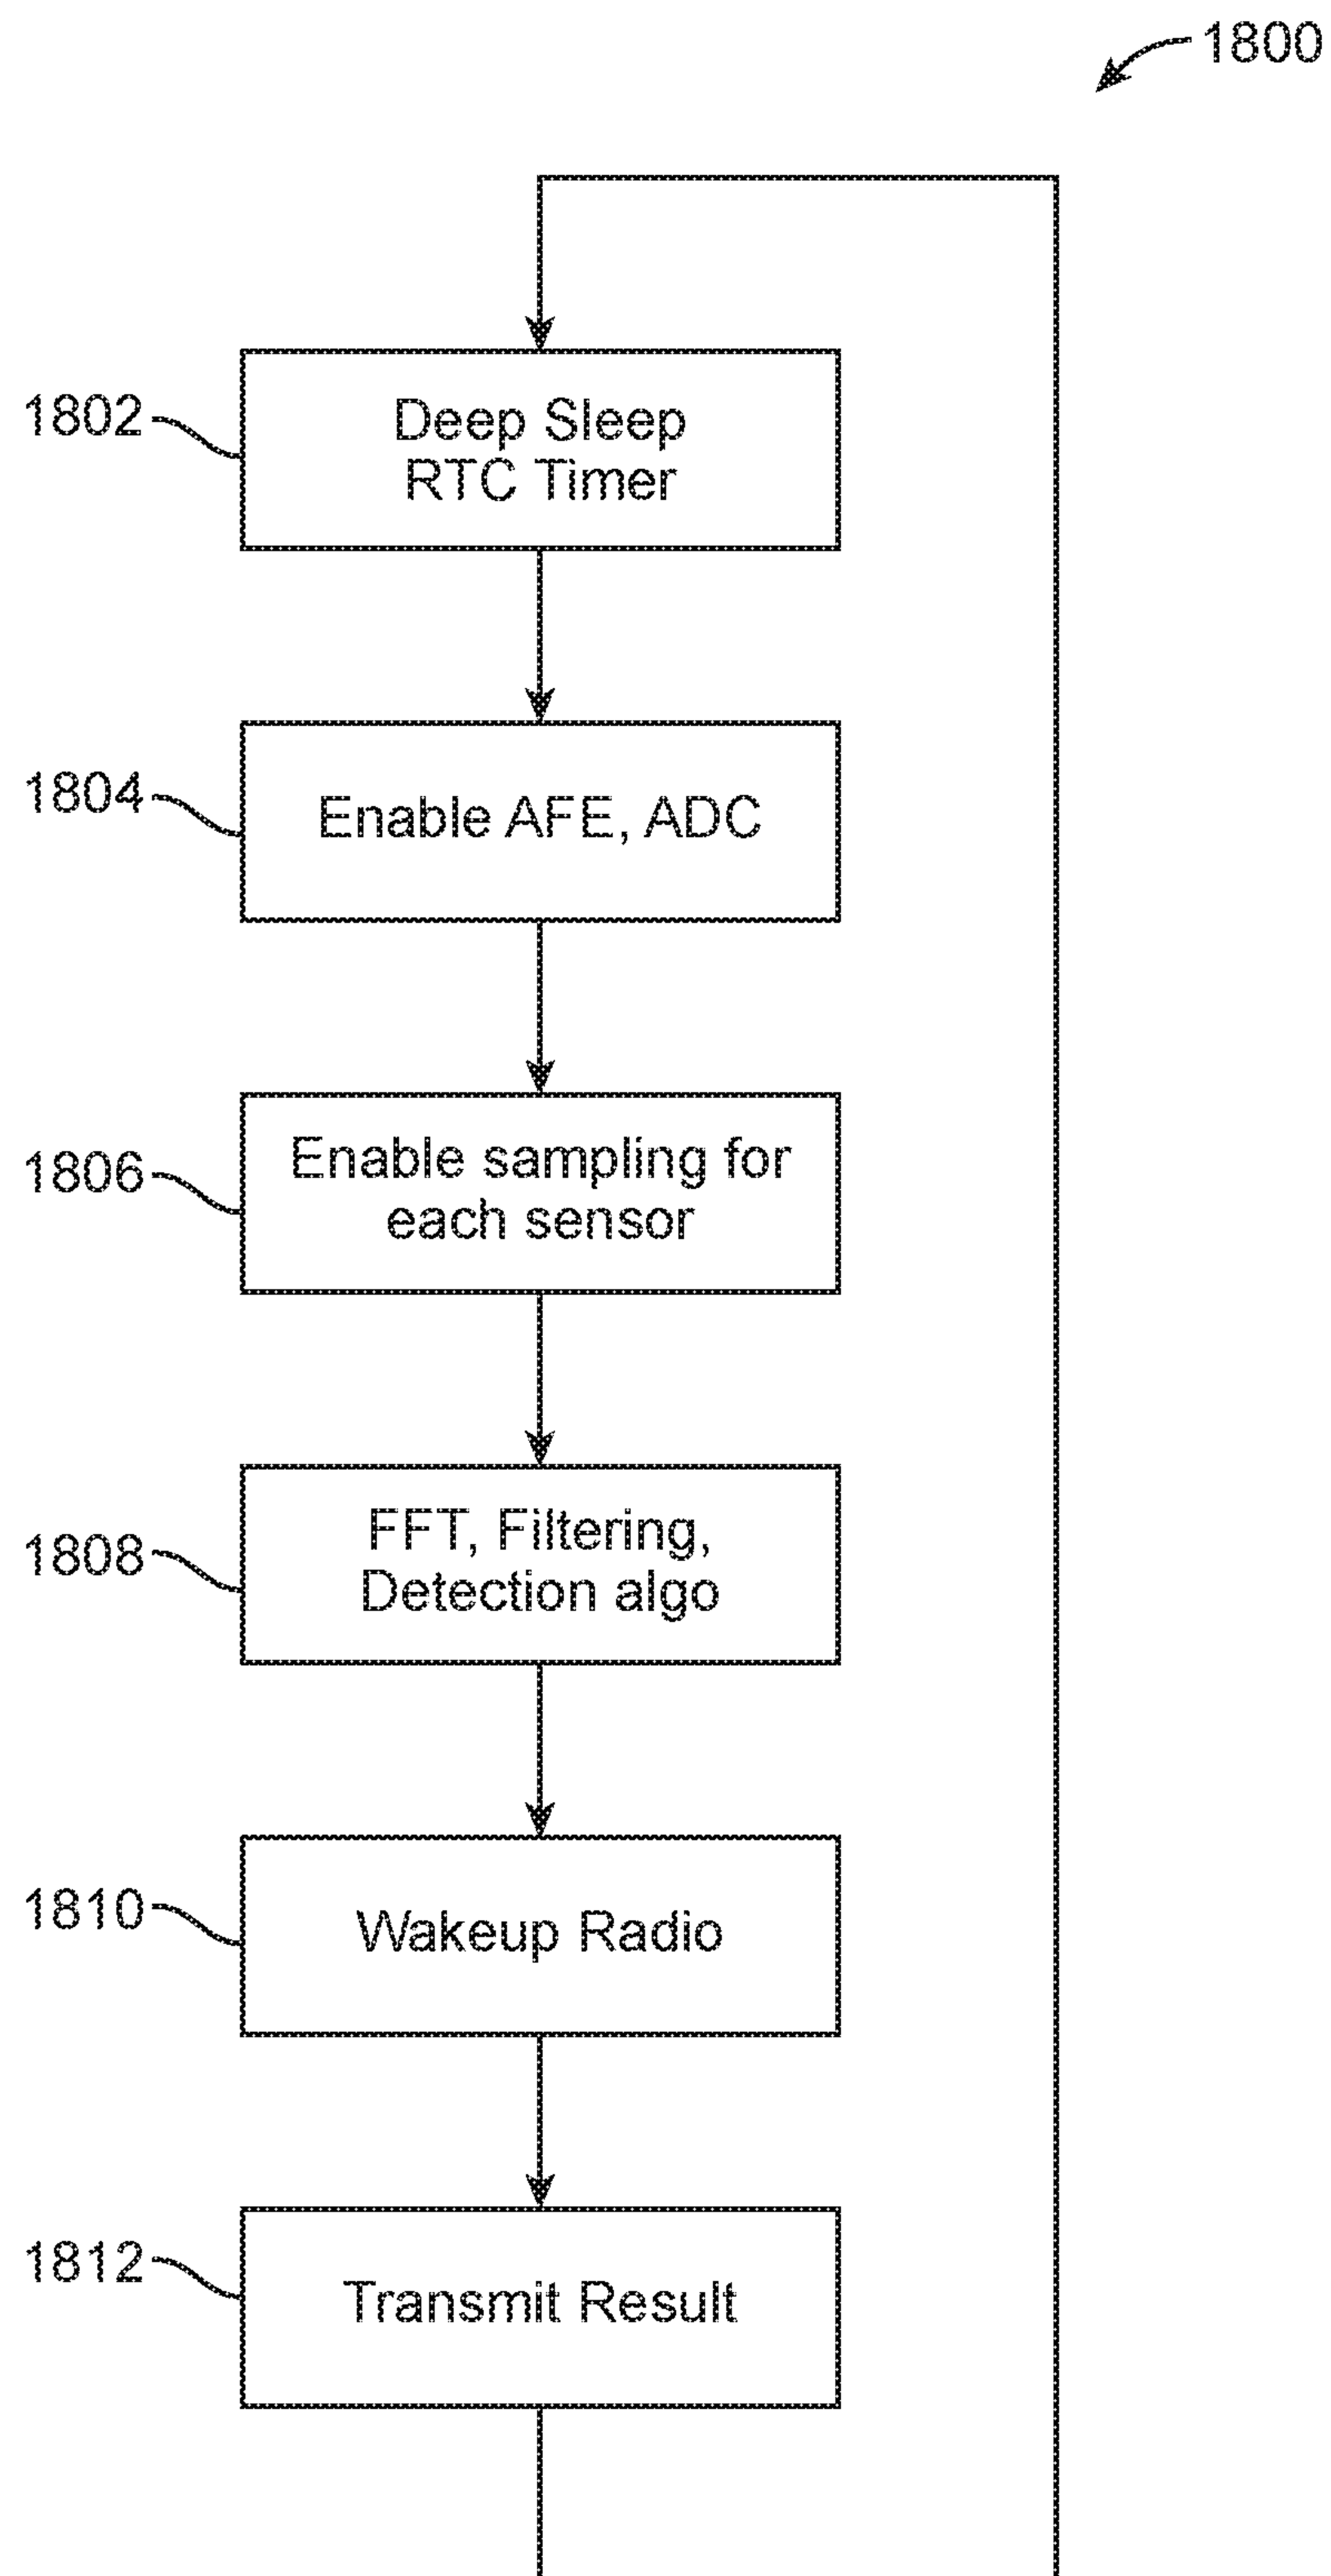 1800
1802
Deep Sleep
RTC Timer
1804
Enable AFE, ADC
1806
Enable sampling for
each sensor
1808
FFT, Filtering,
Detection algo
1810
Wakeup Radio
1812
Transmit Result